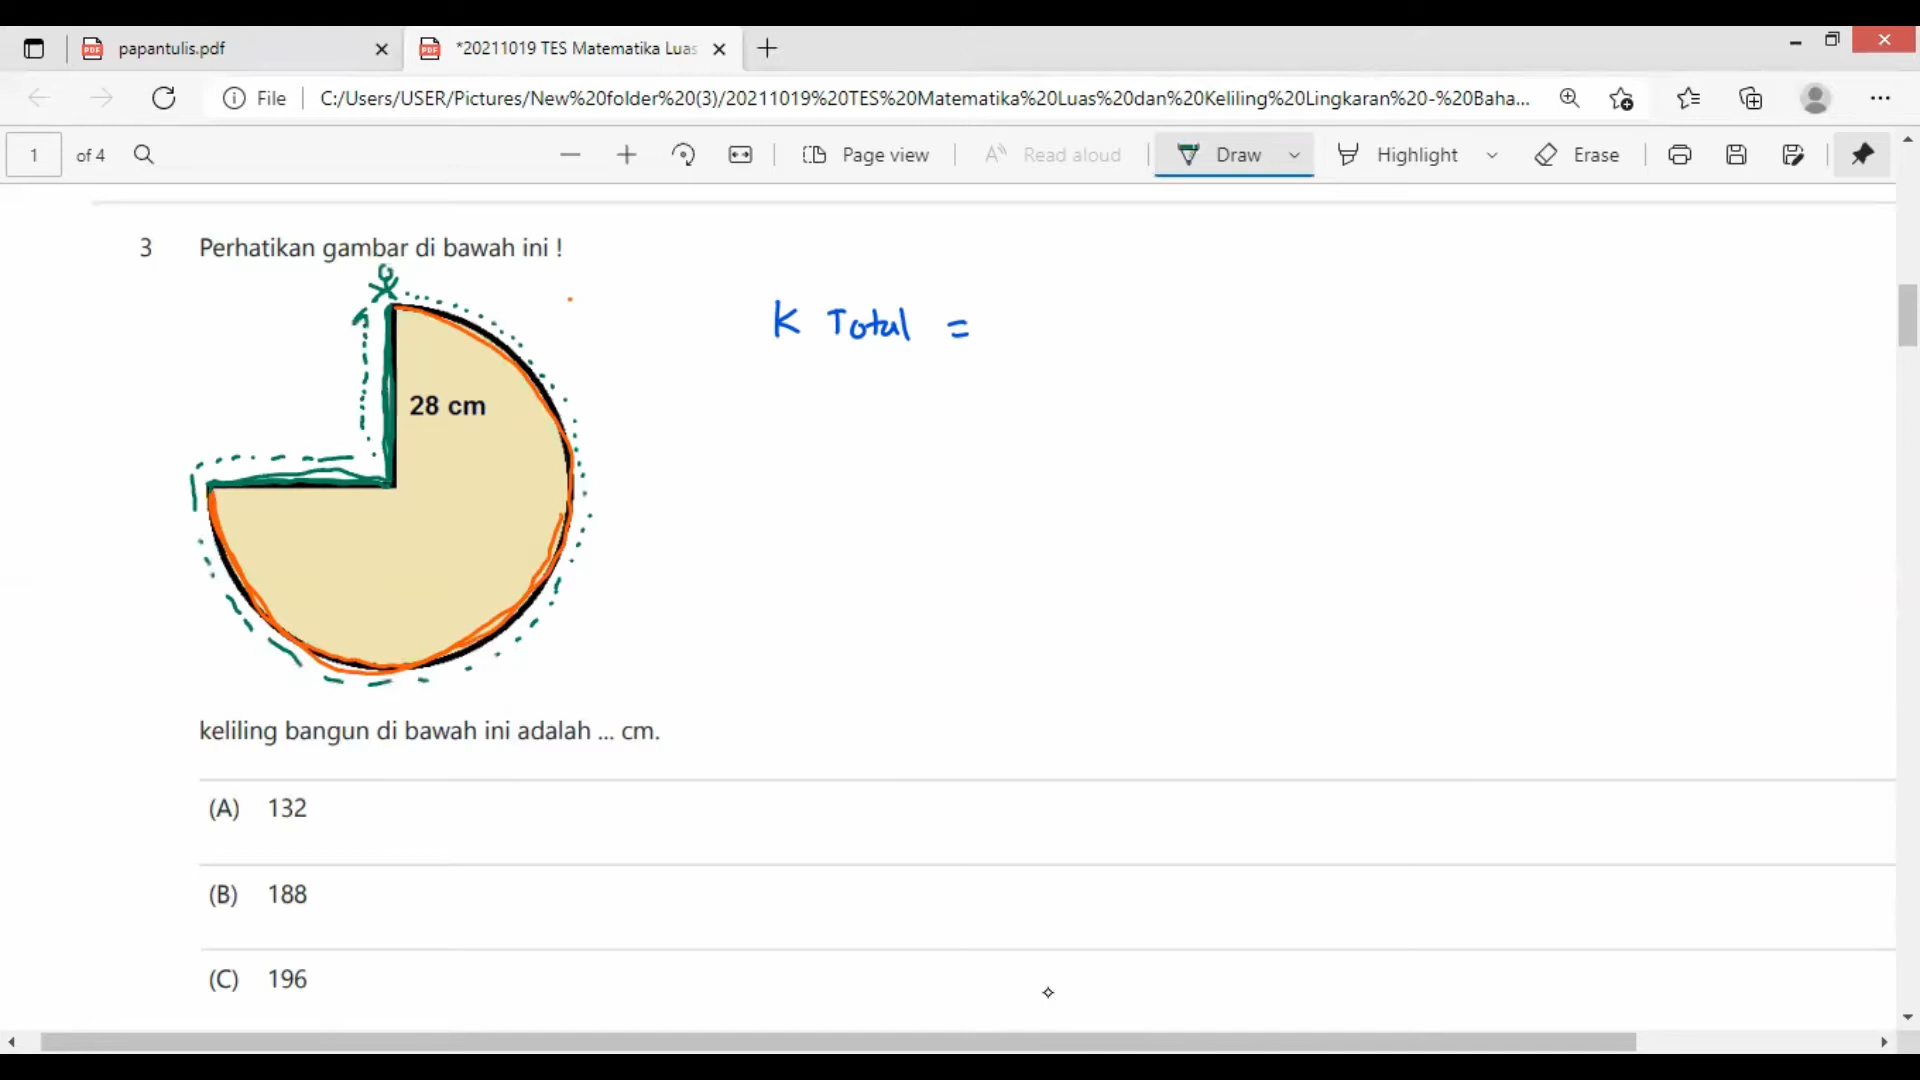 papantulis.pdf
*20211019 TES Matematika Luas
File
C:/Users/USER/Pictures/New%20folder%20(3)/20211019%20TES%20Matematika%20Luas%20dan%20Keliling%20Lingkaran%20-%20Baha...
1 of 4
Page view
Read aloud
Draw
Highlight
Erase
3 Perhatikan gambar di bawah ini !
K Total =
28 cm
keliling bangun di bawah ini adalah ... cm.
(A) 132
(B) 188
(C) 196